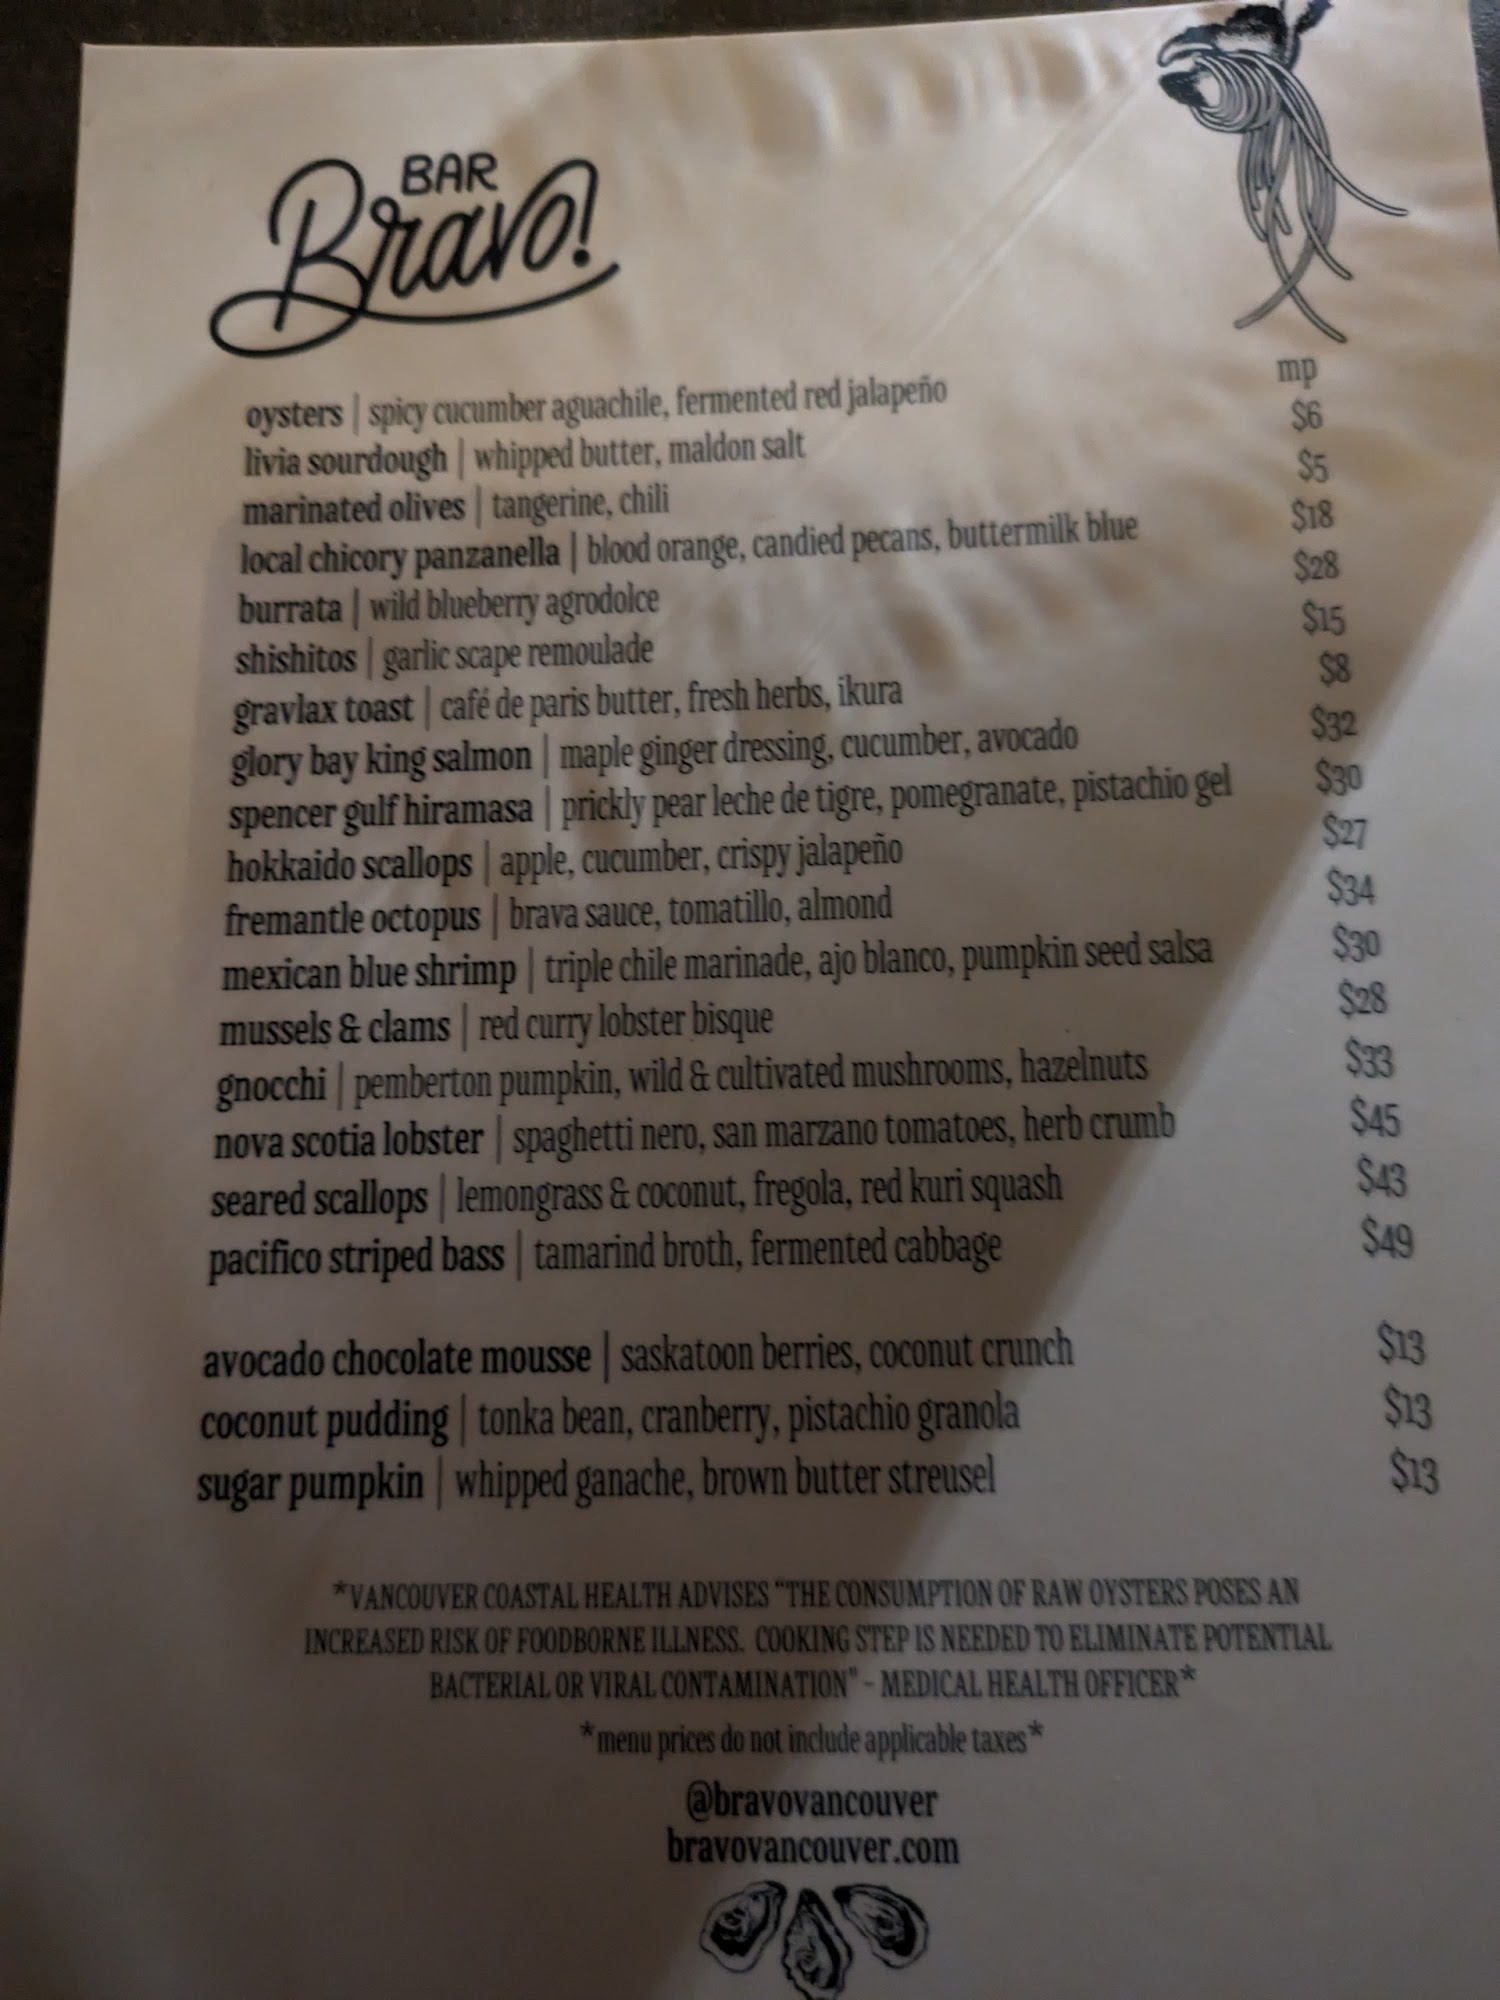 BAR
Bravo!
oysters | spicy cucumber aguachile, fermented red jalapeño mp
livia sourdough | whipped butter, maldon salt $6
marinated olives | tangerine, chili $5
local chicory panzanella | blood orange, candied pecans, buttermilk blue $18
burrata | wild blueberry agrodolce $28
shishitos | garlic scape remoulade $15
gravlax toast | café de paris butter, fresh herbs, ikura $8
glory bay king salmon | maple ginger dressing, cucumber, avocado $32
spencer gulf hiramasa | prickly pear leche de tigre, pomegranate, pistachio gel $30
hokkaido scallops | apple, cucumber, crispy jalapeño $27
fremantle octopus | brava sauce, tomatillo, almond $34
mexican blue shrimp | triple chile marinade, ajo blanco, pumpkin seed salsa $30
mussels & clams | red curry lobster bisque $28
gnocchi | pemberton pumpkin, wild & cultivated mushrooms, hazelnuts $33
nova scotia lobster | spaghetti nero, san marzano tomatoes, herb crumb $45
seared scallops | lemongrass & coconut, fregola, red kuri squash $43
pacifico striped bass | tamarind broth, fermented cabbage $49
avocado chocolate mousse | saskatoon berries, coconut crunch $13
coconut pudding | tonka bean, cranberry, pistachio granola $13
sugar pumpkin | whipped ganache, brown butter streusel $13
*VANCOUVER COASTAL HEALTH ADVISES "THE CONSUMPTION OF RAW OYSTERS POSES AN
INCREASED RISK OF FOODBORNE ILLNESS. COOKING STEP IS NEEDED TO ELIMINATE POTENTIAL
BACTERIAL OR VIRAL CONTAMINATION" - MEDICAL HEALTH OFFICER*
*menu prices do not include applicable taxes*
@bravovancouver
bravovancouver.com